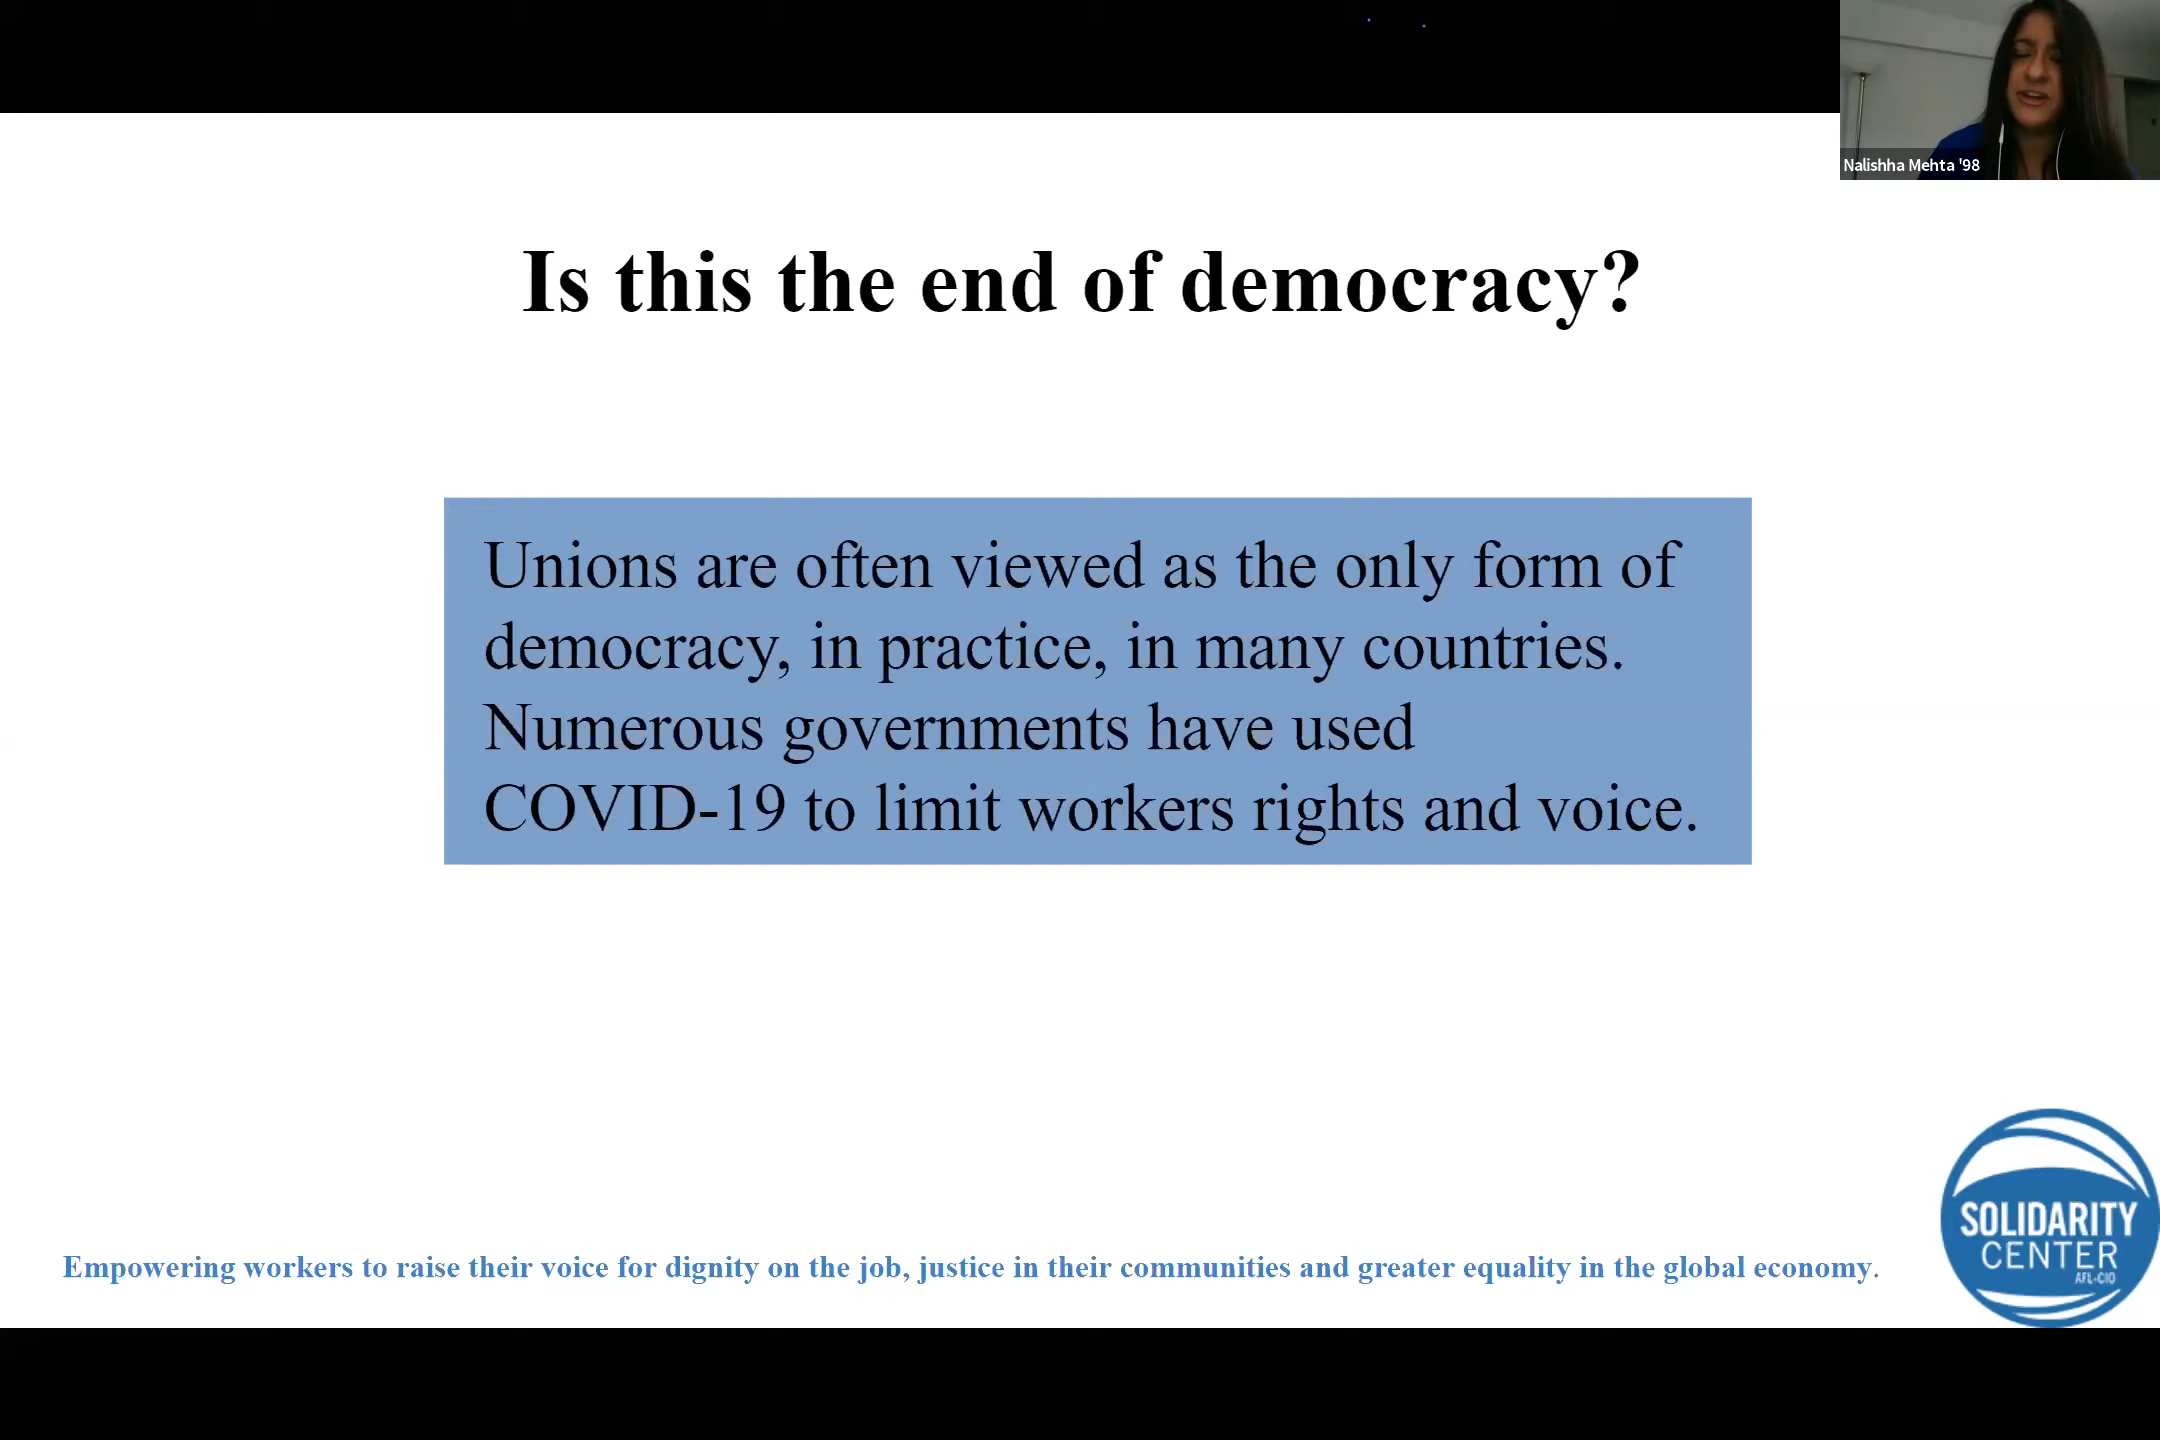 Nalishha Mehta '98
Is this the end of democracy?
Unions are often viewed as the only form of
democracy, in practice, in many countries.
Numerous governments have used
COVID-19 to limit workers rights and voice.
Empowering workers to raise their voice for dignity on the job, justice in their communities and greater equality in the global economy.
SOLIDARITY
CENTER
AFL-CIO